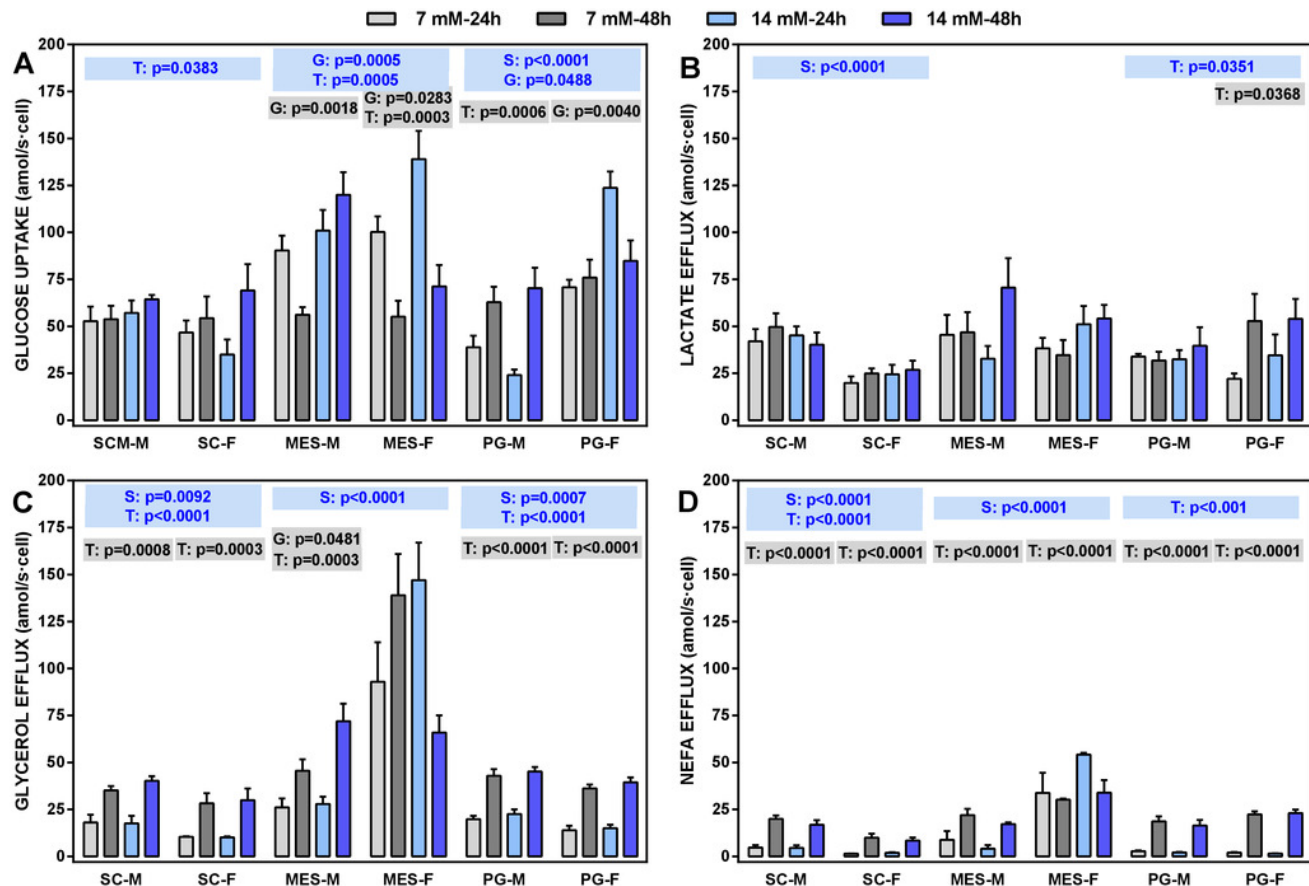 7 mM-24h 7 mM-48h 14 mM-24h 14 mM-48h
A
GLUCOSE UPTAKE (amol/s·cell)
200
175
150
125
100
75
50
25
0
T: p=0.0383
G: p=0.0005
T: p=0.0005
S: p<0.0001
G: p=0.0488
G: p=0.0018
G: p=0.0283
T: p=0.0003
T: p=0.0006
G: p=0.0040
SCM-M SC-F MES-M MES-F PG-M PG-F
B
LACTATE EFFLUX (amol/s·cell)
200
175
150
125
100
75
50
25
0
S: p<0.0001
T: p=0.0351
T: p=0.0368
SC-M SC-F MES-M MES-F PG-M PG-F
C
GLYCEROL EFFLUX (amol/s·cell)
200
175
150
125
100
75
50
25
0
S: p=0.0092
T: p<0.0001
S: p<0.0001
S: p=0.0007
T: p<0.0001
T: p=0.0008
T: p=0.0003
G: p=0.0481
T: p=0.0003
T: p<0.0001
T: p<0.0001
SC-M SC-F MES-M MES-F PG-M PG-F
D
NEFA EFFLUX (amol/s·cell)
200
175
150
125
100
75
50
25
0
S: p<0.0001
T: p<0.0001
S: p<0.0001
T: p<0.001
T: p<0.0001
T: p<0.0001
T: p<0.0001
T: p<0.0001
T: p<0.0001
T: p<0.0001
SC-M SC-F MES-M MES-F PG-M PG-F